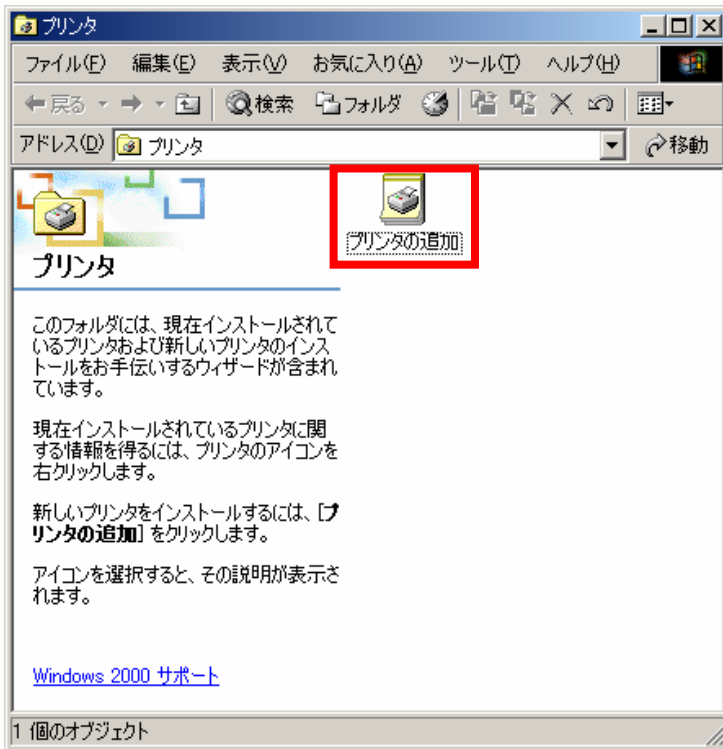 プリンタ
ファイル(F) 編集(E) 表示(V) お気に入り(A) ツール(T) ヘルプ(H)
戻る 検索 フォルダ
アドレス(D) プリンタ 移動
プリンタの追加
プリンタ
このフォルダには、現在インストールされて
いるプリンタおよび新しいプリンタのインス
トールをお手伝いするウィザードが含まれ
ています。
現在インストールされているプリンタに関
する情報を得るには、プリンタのアイコンを
右クリックします。
新しいプリンタをインストールするには、[プ
リンタの追加] をクリックします。
アイコンを選択すると、その説明が表示さ
れます。
Windows 2000 サポート
1 個のオブジェクト